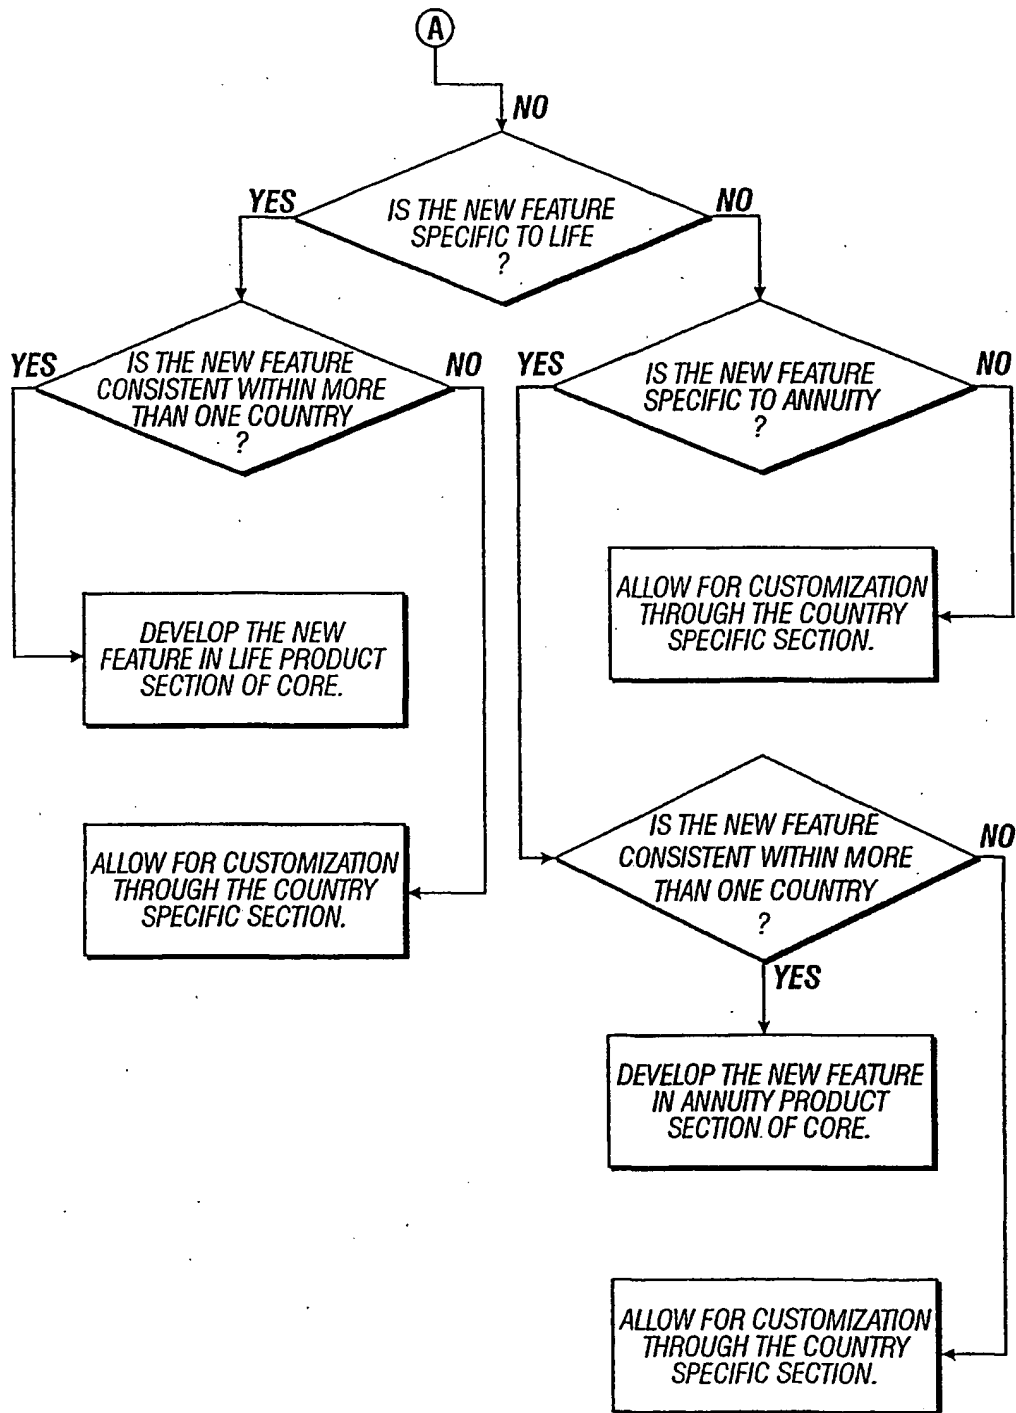 A
NO
YES
IS THE NEW FEATURE
SPECIFIC TO LIFE
?
NO
YES
IS THE NEW FEATURE
CONSISTENT WITHIN MORE
THAN ONE COUNTRY
?
NO
YES
IS THE NEW FEATURE
SPECIFIC TO ANNUITY
?
NO
DEVELOP THE NEW
FEATURE IN LIFE PRODUCT
SECTION OF CORE.
ALLOW FOR CUSTOMIZATION
THROUGH THE COUNTRY
SPECIFIC SECTION.
ALLOW FOR CUSTOMIZATION
THROUGH THE COUNTRY
SPECIFIC SECTION.
IS THE NEW FEATURE
CONSISTENT WITHIN MORE
THAN ONE COUNTRY
?
NO
YES
DEVELOP THE NEW FEATURE
IN ANNUITY PRODUCT
SECTION OF CORE.
ALLOW FOR CUSTOMIZATION
THROUGH THE COUNTRY
SPECIFIC SECTION.